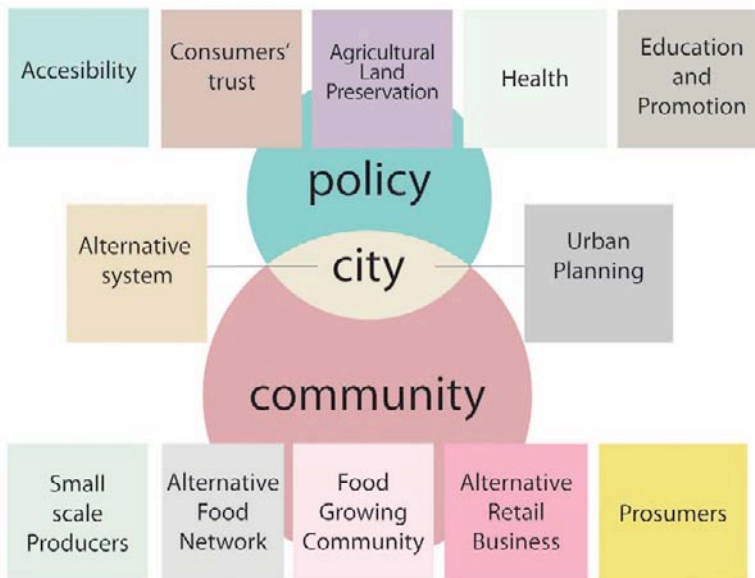 Accesibility
Consumers'
trust
Agricultural
Land
Preservation
Health
Education
and
Promotion
policy
Alternative
system
city
Urban
Planning
community
Small
scale
Producers
Alternative
Food
Network
Food
Growing
Community
Alternative
Retail
Business
Prosumers